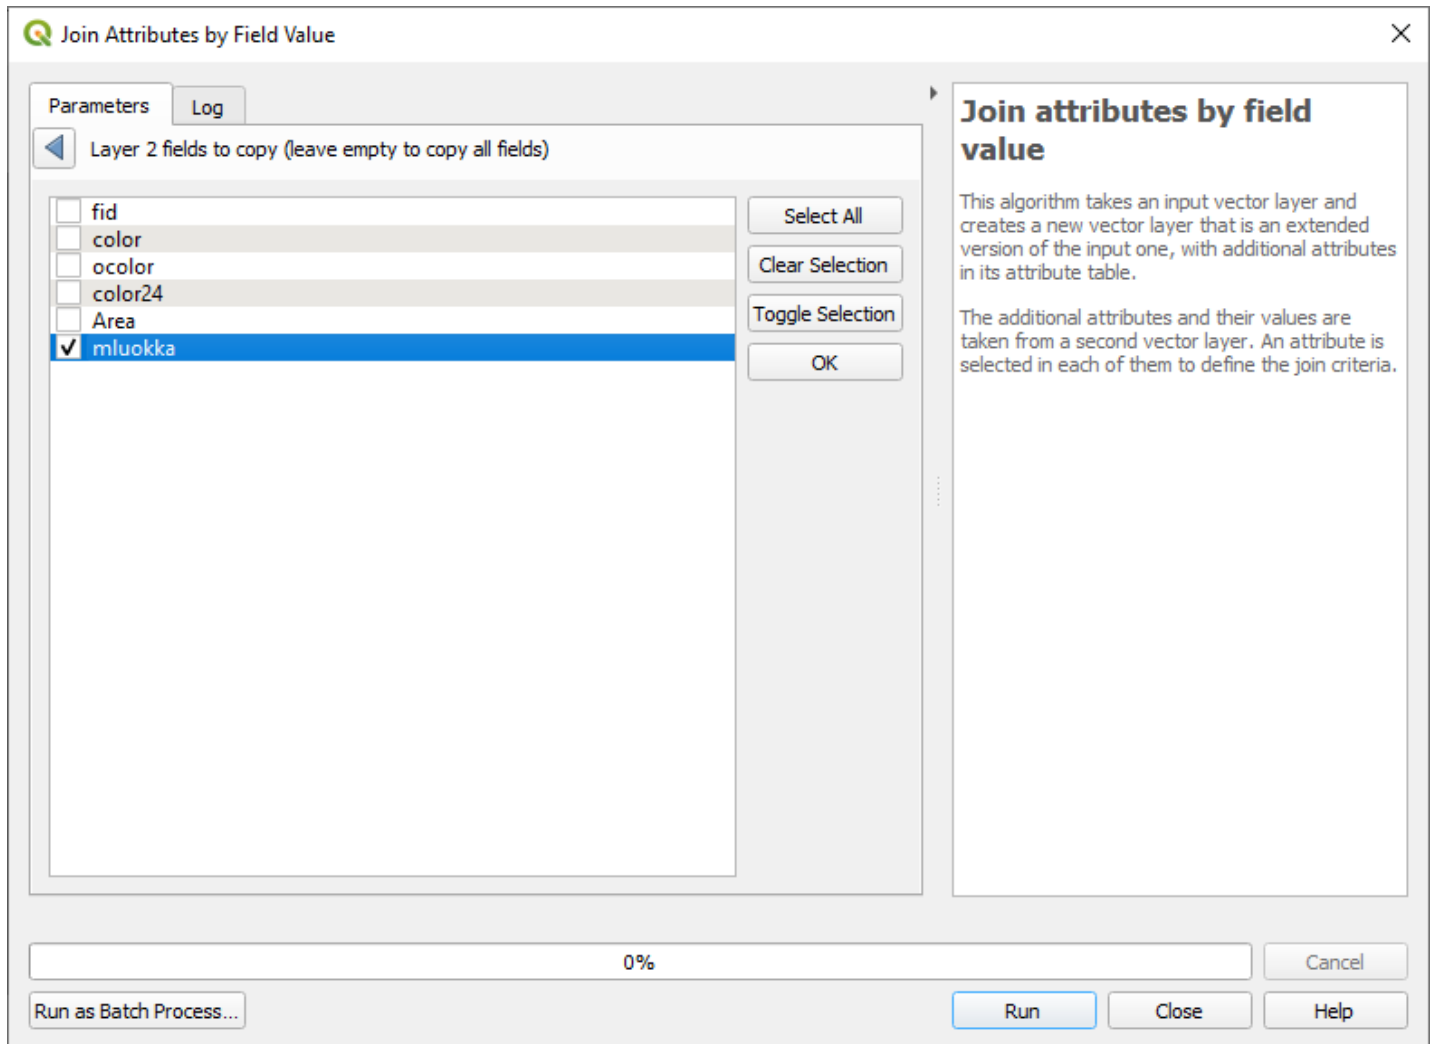 Join Attributes by Field Value
Parameters
Log
Layer 2 fields to copy (leave empty to copy all fields)
fid
color
ocolor
color24
Area
mluokka
Select All
Clear Selection
Toggle Selection
OK
Join attributes by field
value
This algorithm takes an input vector layer and
creates a new vector layer that is an extended
version of the input one, with additional attributes
in its attribute table.
The additional attributes and their values are
taken from a second vector layer. An attribute is
selected in each of them to define the join criteria.
0%
Cancel
Run as Batch Process...
Run
Close
Help